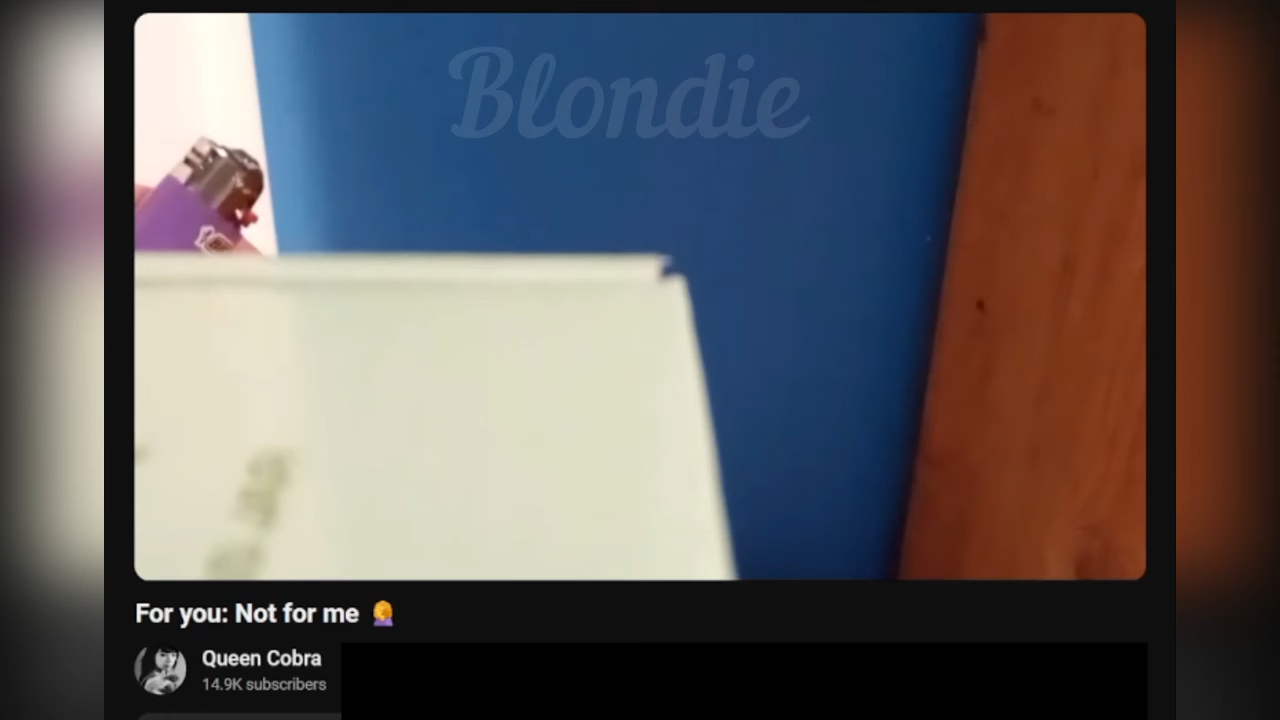 Blondie
For you: Not for me 🤦‍♀️
Queen Cobra
14.9K subscribers